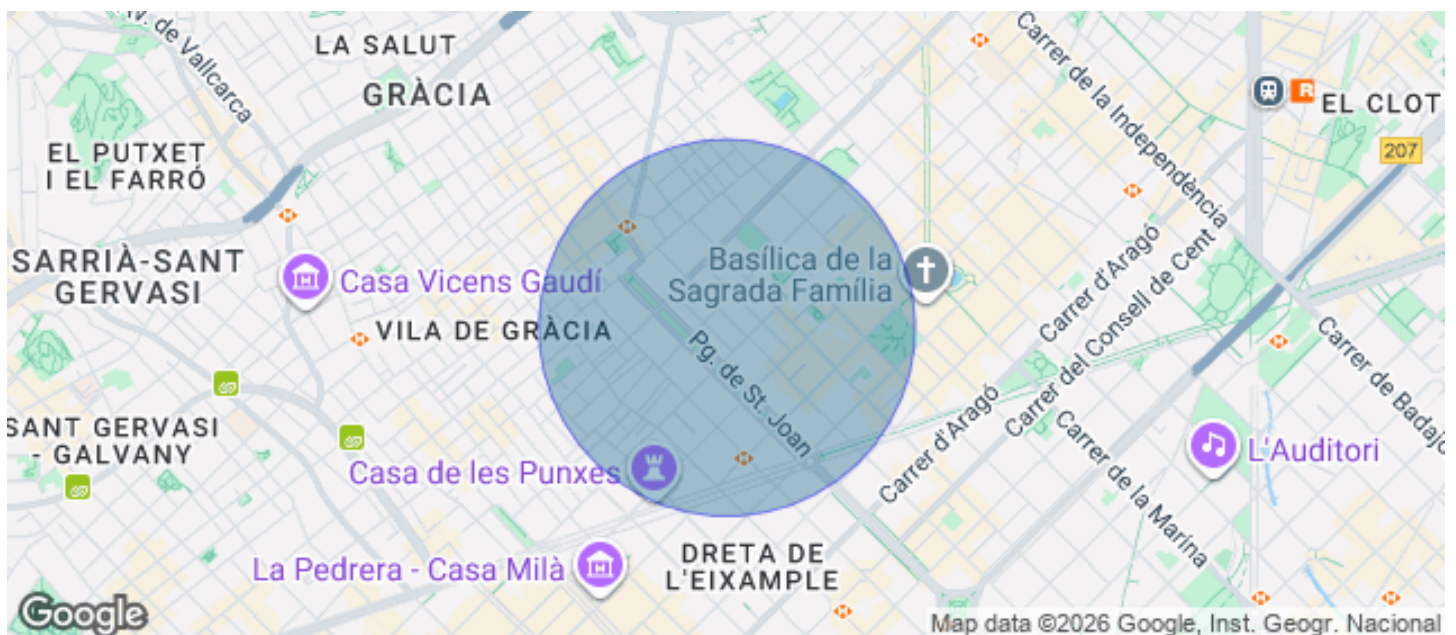 Av. de Vallcarca
LA SALUT
GRÀCIA
EL PUTXET
I EL FARRÓ
SARRIÀ-SANT
GERVASI
Casa Vicens Gaudí
VILA DE GRÀCIA
SANT GERVASI
- GALVANY
Basílica de la
Sagrada Família
Pg. de St. Joan
Casa de les Punxes
La Pedrera - Casa Milà
DRETA DE
L'EIXAMPLE
Carrer de la Independència
R
EL CLOT
207
Carrer d'Aragó
Carrer del Consell de Cent
Carrer d'Aragó
Carrer de la Marina
Carrer de Badajo
L'Auditori
Google
Map data ©2026 Google, Inst. Geogr. Nacional